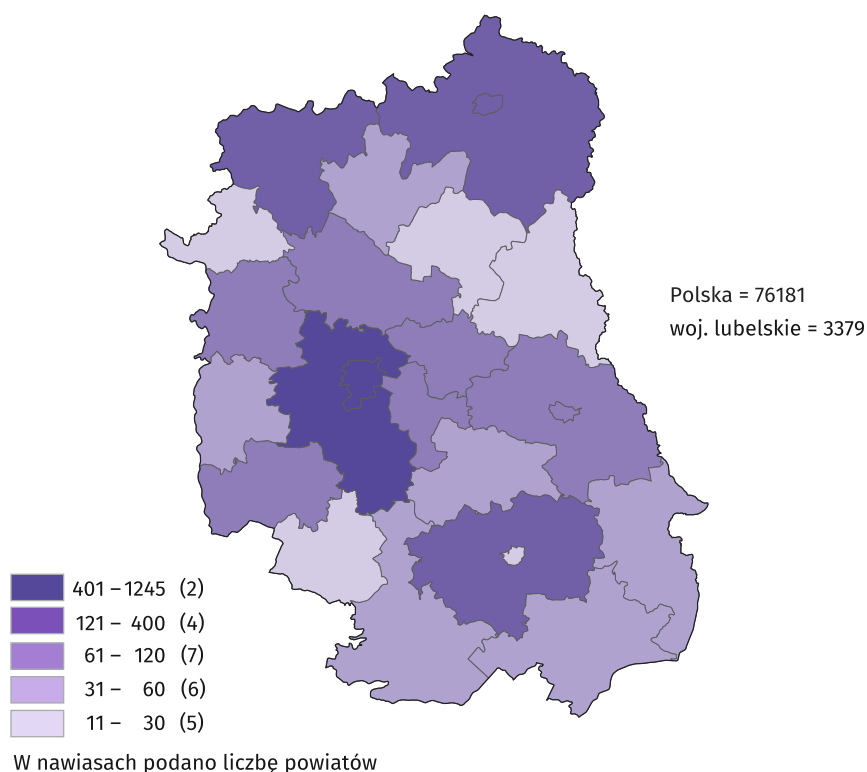 Polska = 76181
woj. lubelskie = 3379
401 – 1245 (2)
121 – 400 (4)
61 – 120 (7)
31 – 60 (6)
11 – 30 (5)
W nawiasach podano liczbę powiatów